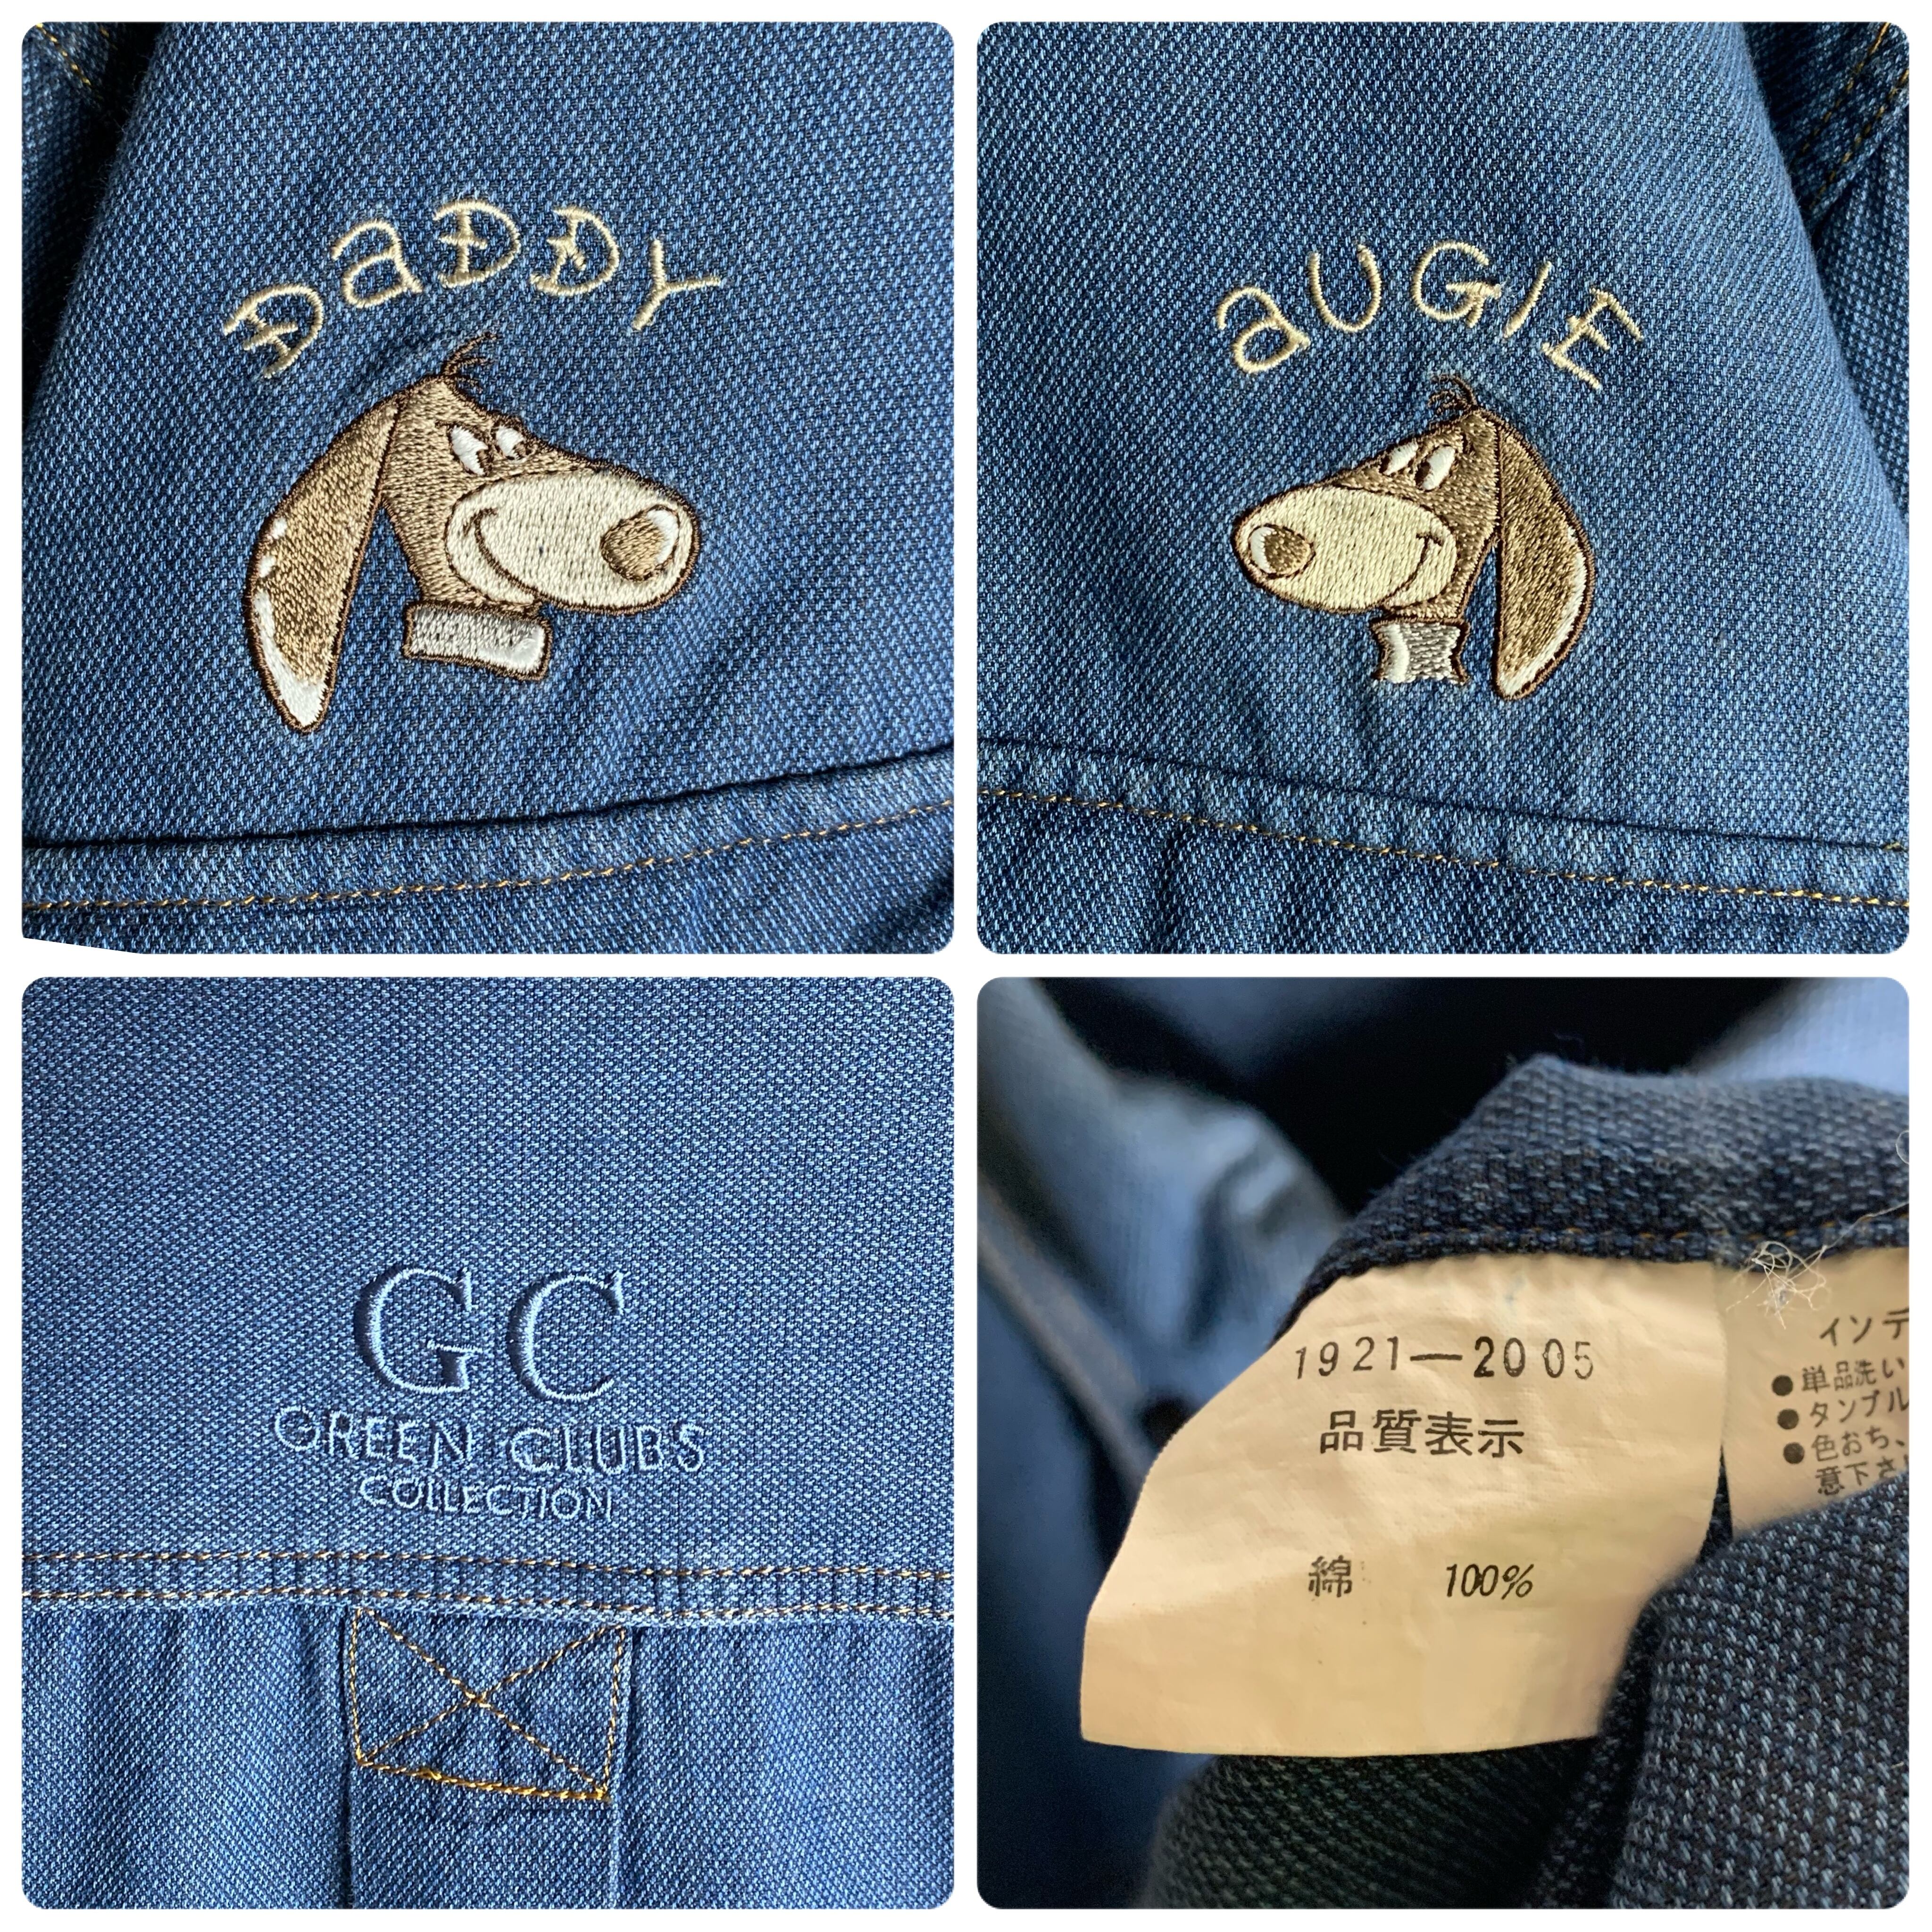 DaDDY
aUGIE
GC
GREEN CLUBS
COLLECTION
1921—2005
品質表示
綿 100%
インデ
●単品洗い
●タンブル
●色おち、
意下さ